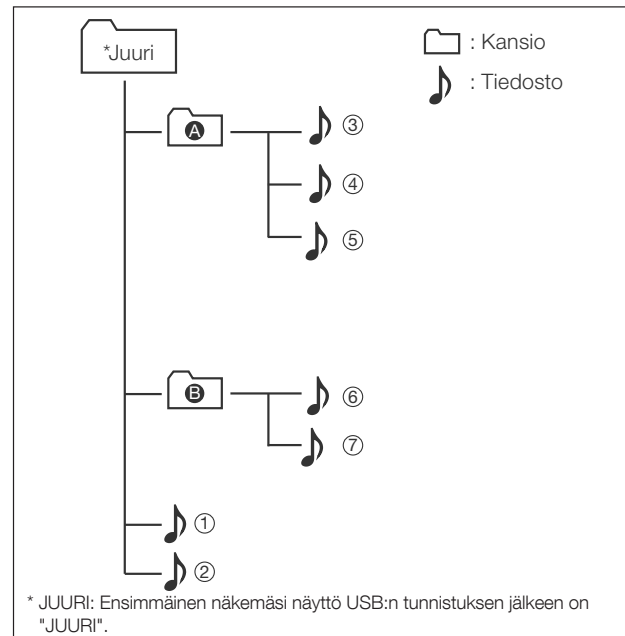 *Juuri
: Kansio
: Tiedosto
A
③
④
⑤
B
⑥
⑦
①
②
* JUURI: Ensimmäinen näkemäsi näyttö USB:n tunnistuksen jälkeen on
"JUURI".